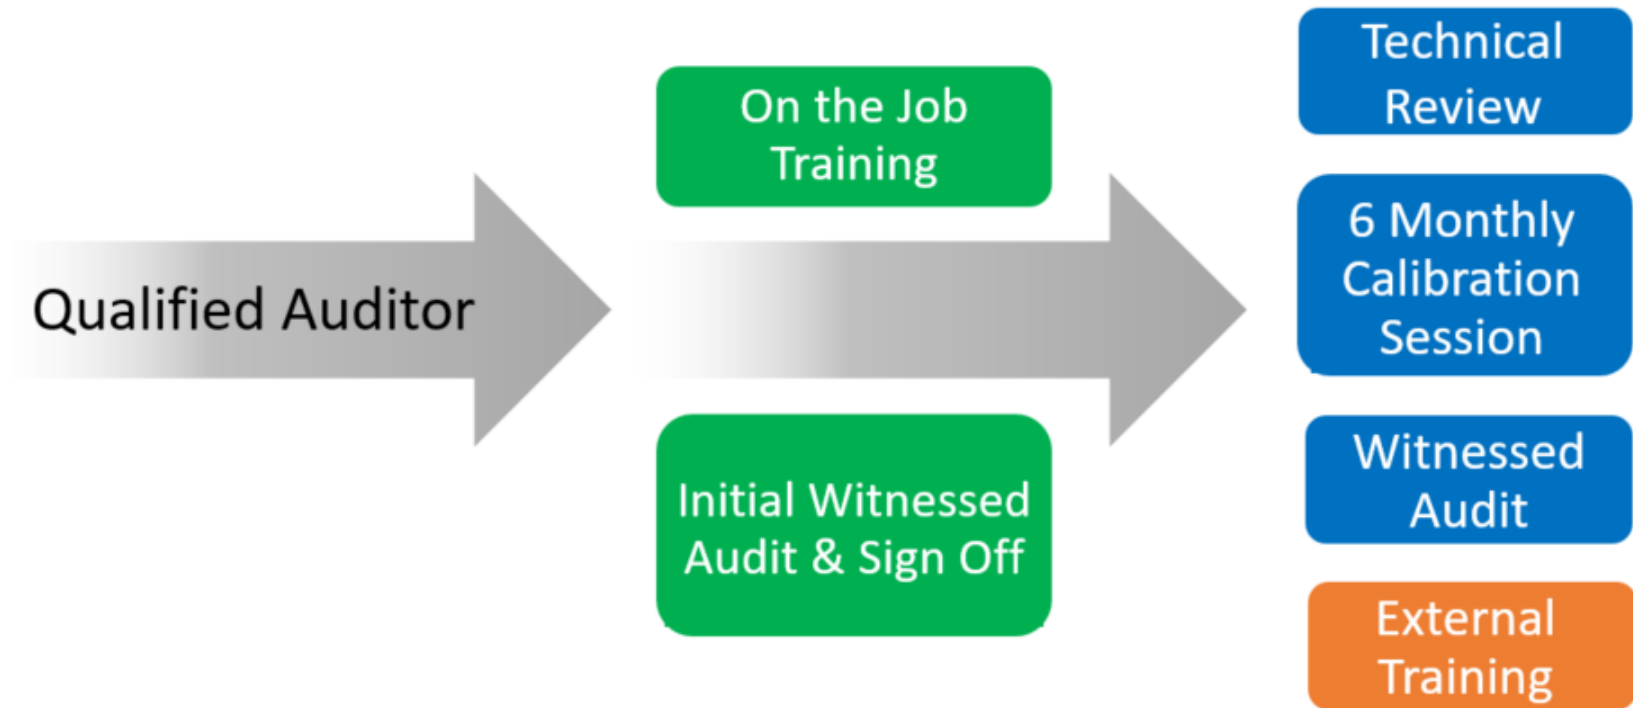 Qualified Auditor
On the Job
Training
Initial Witnessed
Audit & Sign Off
Technical
Review
6 Monthly
Calibration
Session
Witnessed
Audit
External
Training